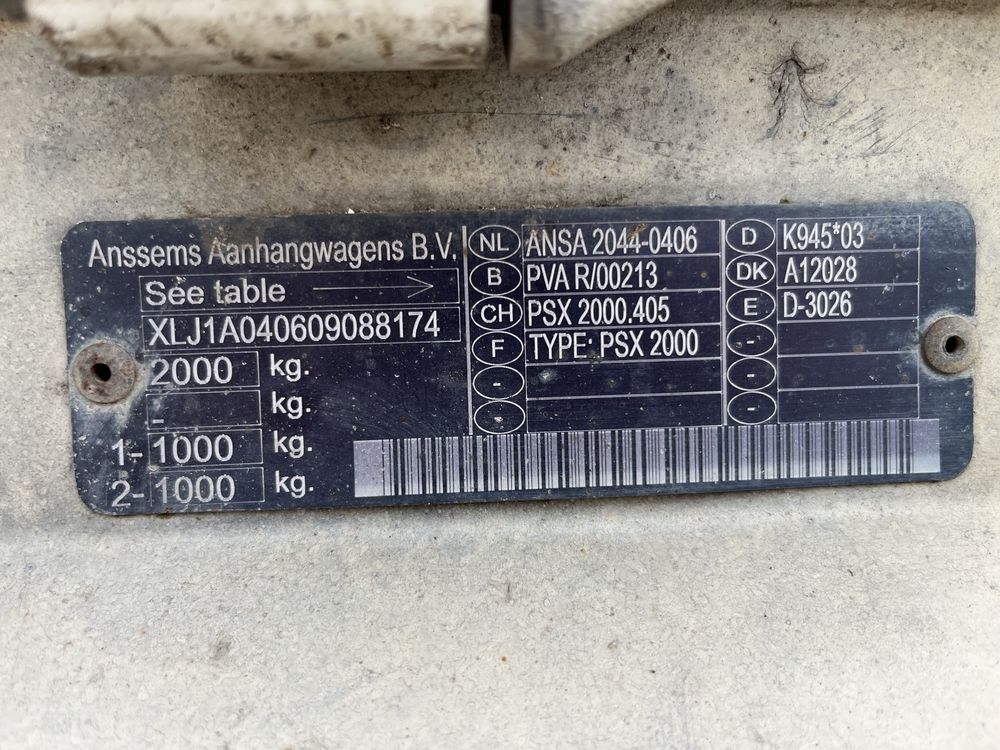 Anssems Aanhangwagens B.V.
See table
XLJ1A040609088174
2000 kg.
- kg.
1- 1000 kg.
2- 1000 kg.
NL ANSA 2044-0406
B PVA R/00213
CH PSX 2000.405
F TYPE: PSX 2000
-
-
D K945*03
DK A12028
E D-3026
-
-
-